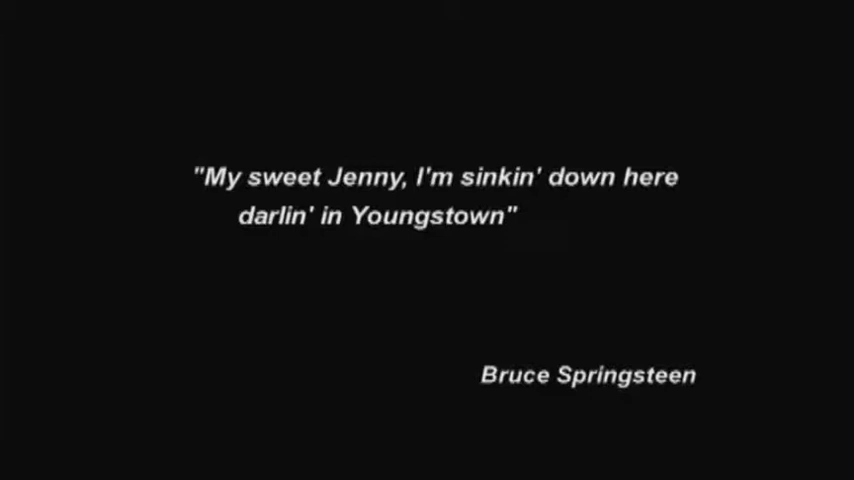 "My sweet Jenny, I'm sinkin' down here
darlin' in Youngstown"
Bruce Springsteen